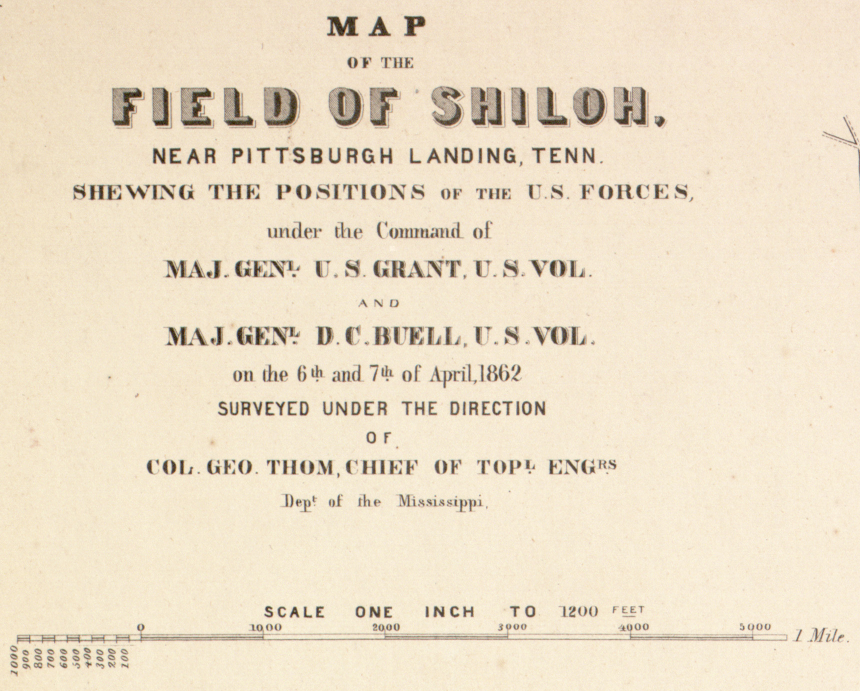 MAP
OF THE
FIELD OF SHILOH,
NEAR PITTSBURGH LANDING, TENN.
SHEWING THE POSITIONS OF THE U.S. FORCES,
under the Command of
MAJ. GENL. U. S. GRANT, U. S. VOL.
AND
MAJ. GENL. D. C. BUELL, U. S. VOL.
on the 6th and 7th of April, 1862
SURVEYED UNDER THE DIRECTION
OF
COL. GEO. THOM, CHIEF OF TOPL ENGRS
Dept of the Mississippi.
SCALE ONE INCH TO 1200 FEET
1000 900 800 700 600 500 400 300 200 100 0 1000 2000 3000 4000 5000 1 Mile.